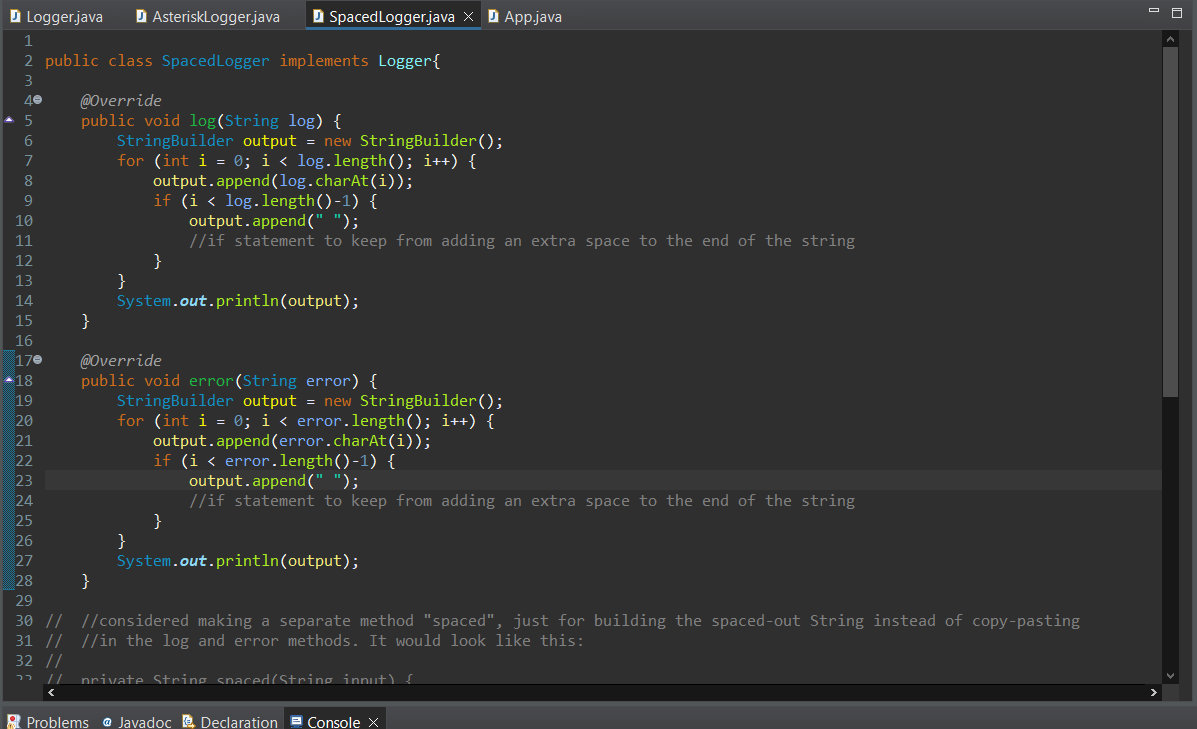 Logger.java AsteriskLogger.java SpacedLogger.java App.java
1
2 public class SpacedLogger implements Logger{
3
4 @Override
5 public void log(String log) {
6 StringBuilder output = new StringBuilder();
7 for (int i = 0; i < log.length(); i++) {
8 output.append(log.charAt(i));
9 if (i < log.length()-1) {
10 output.append(" ");
11 //if statement to keep from adding an extra space to the end of the string
12 }
13 }
14 System.out.println(output);
15 }
16
17 @Override
18 public void error(String error) {
19 StringBuilder output = new StringBuilder();
20 for (int i = 0; i < error.length(); i++) {
21 output.append(error.charAt(i));
22 if (i < error.length()-1) {
23 output.append(" ");
24 //if statement to keep from adding an extra space to the end of the string
25 }
26 }
27 System.out.println(output);
28 }
29
30 // //considered making a separate method "spaced", just for building the spaced-out String instead of copy-pasting
31 // //in the log and error methods. It would look like this:
32 //
33 // private String spaced(String input) {
Problems Javadoc Declaration Console